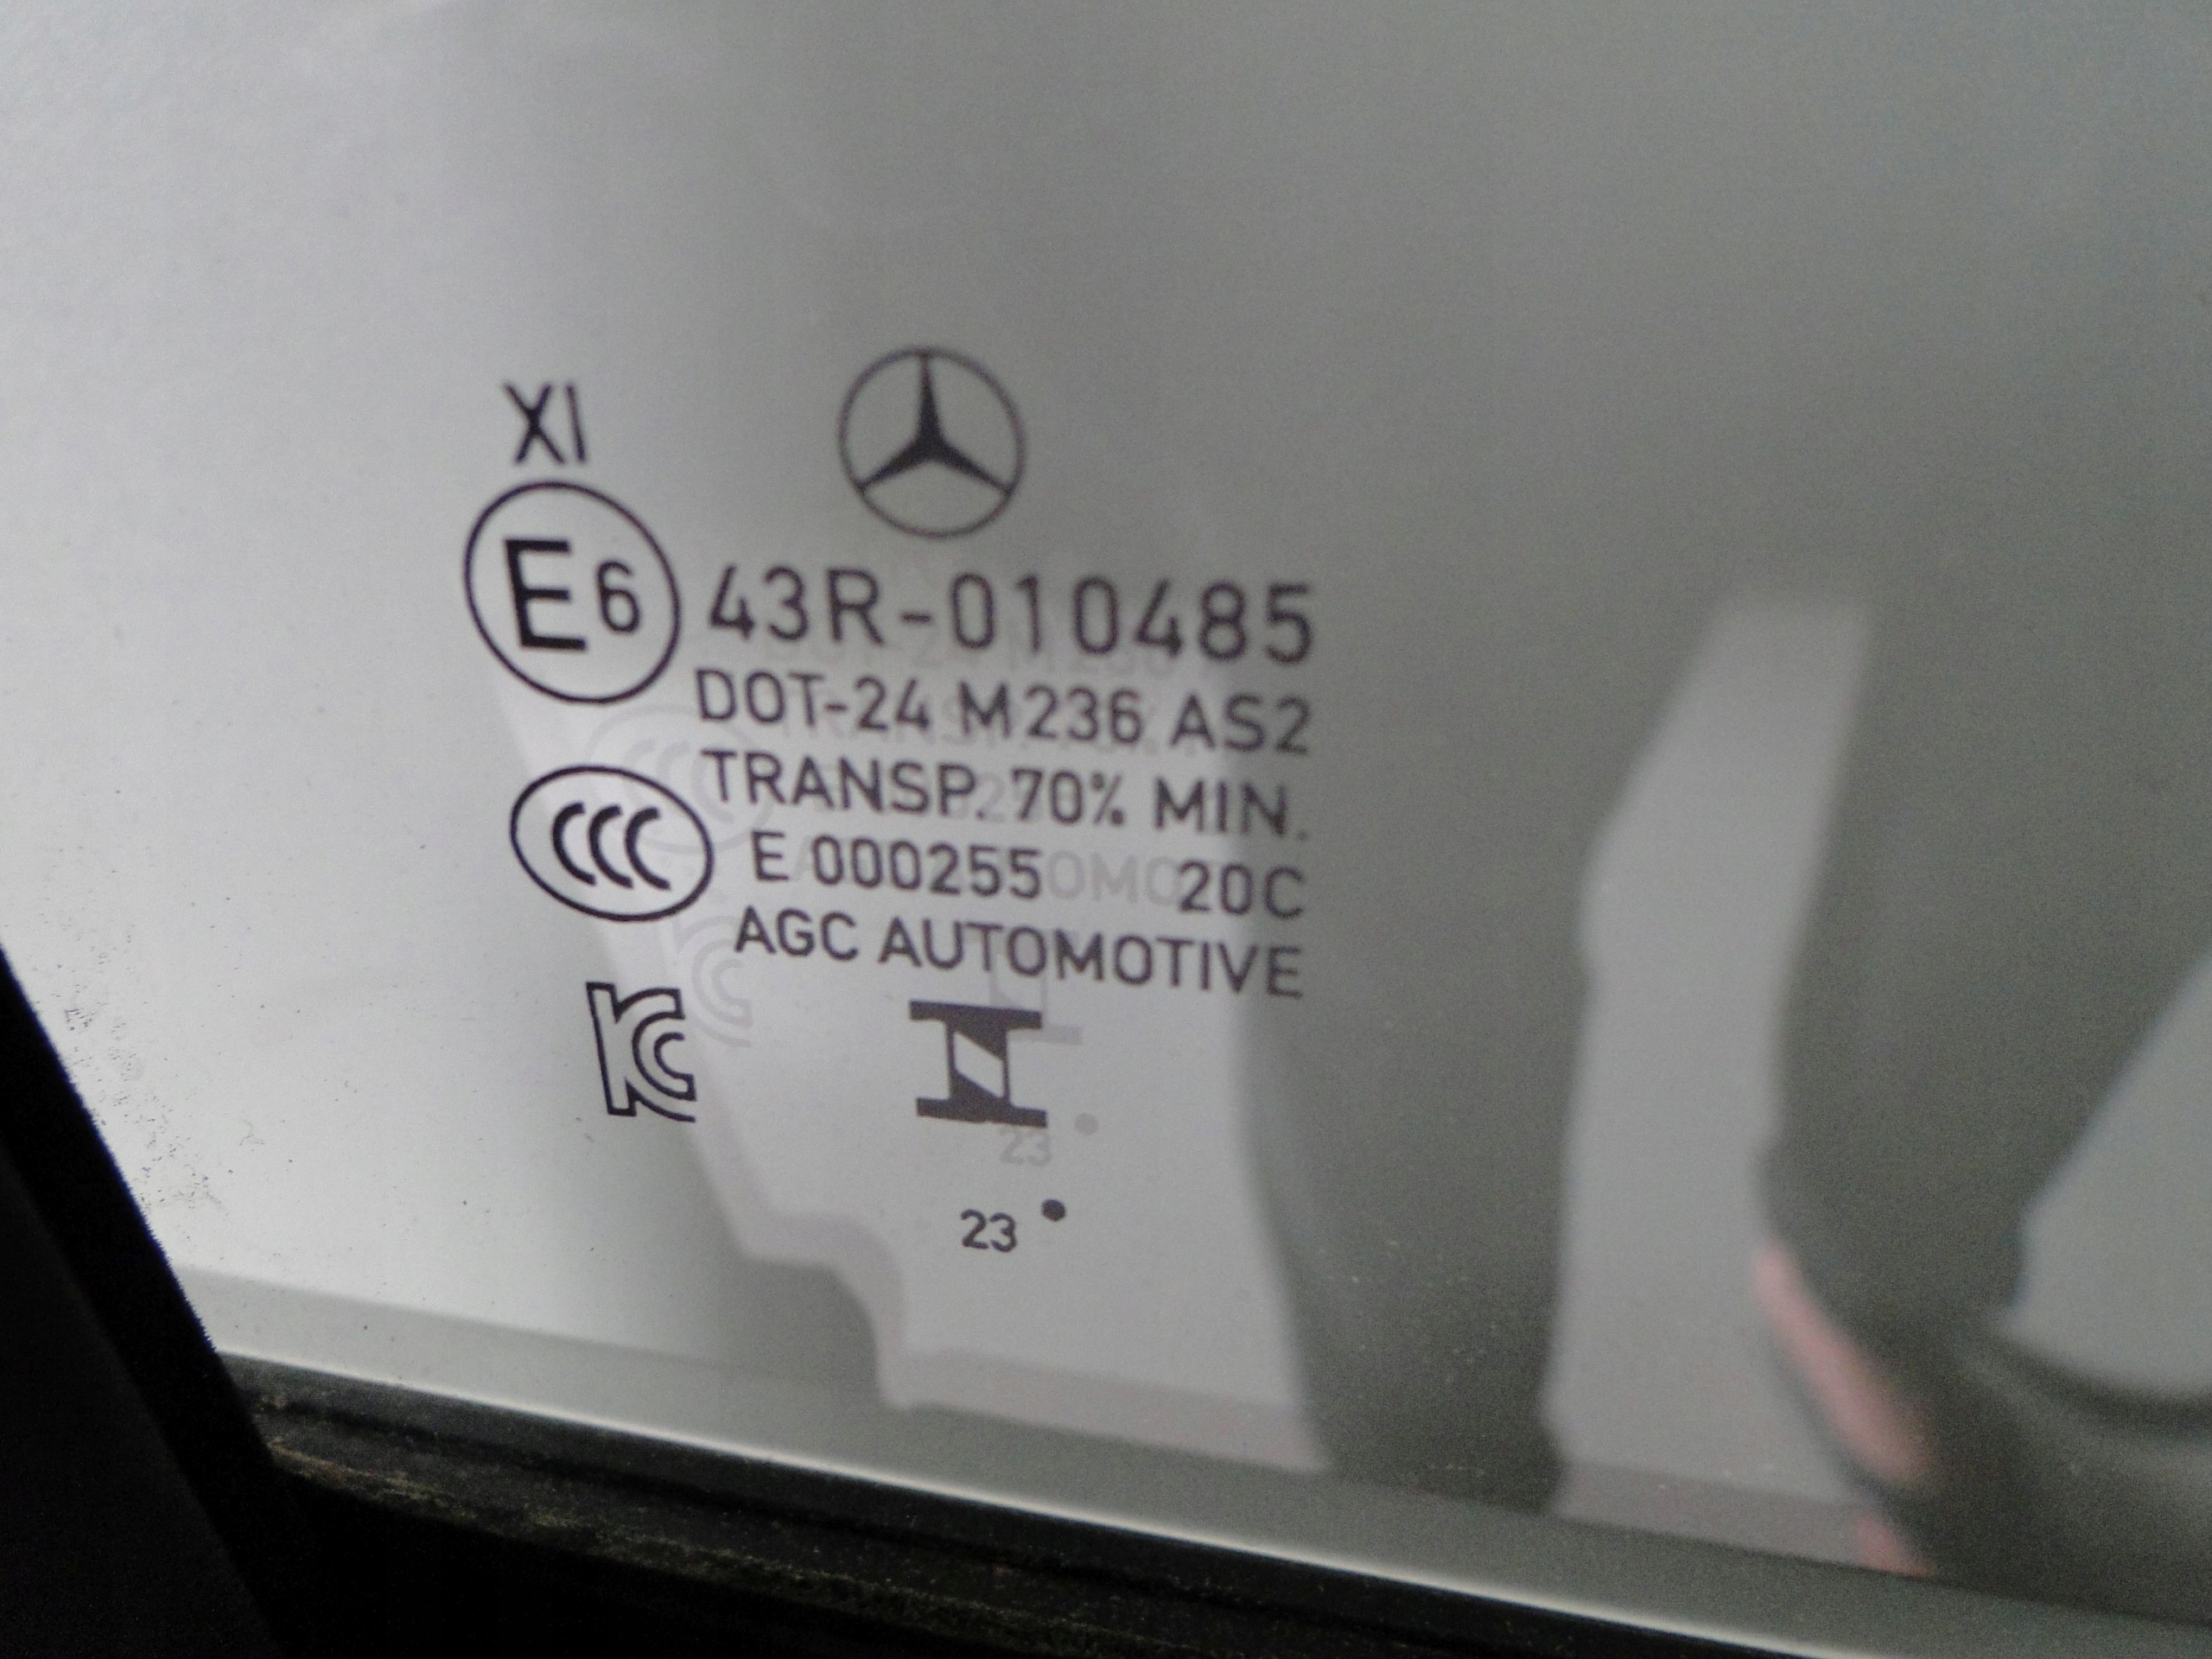 XI
E6 43R-010485
DOT-24 M236 AS2
TRANSP. 70% MIN.
CCC E 000255 20C
AGC AUTOMOTIVE
KC
23 •